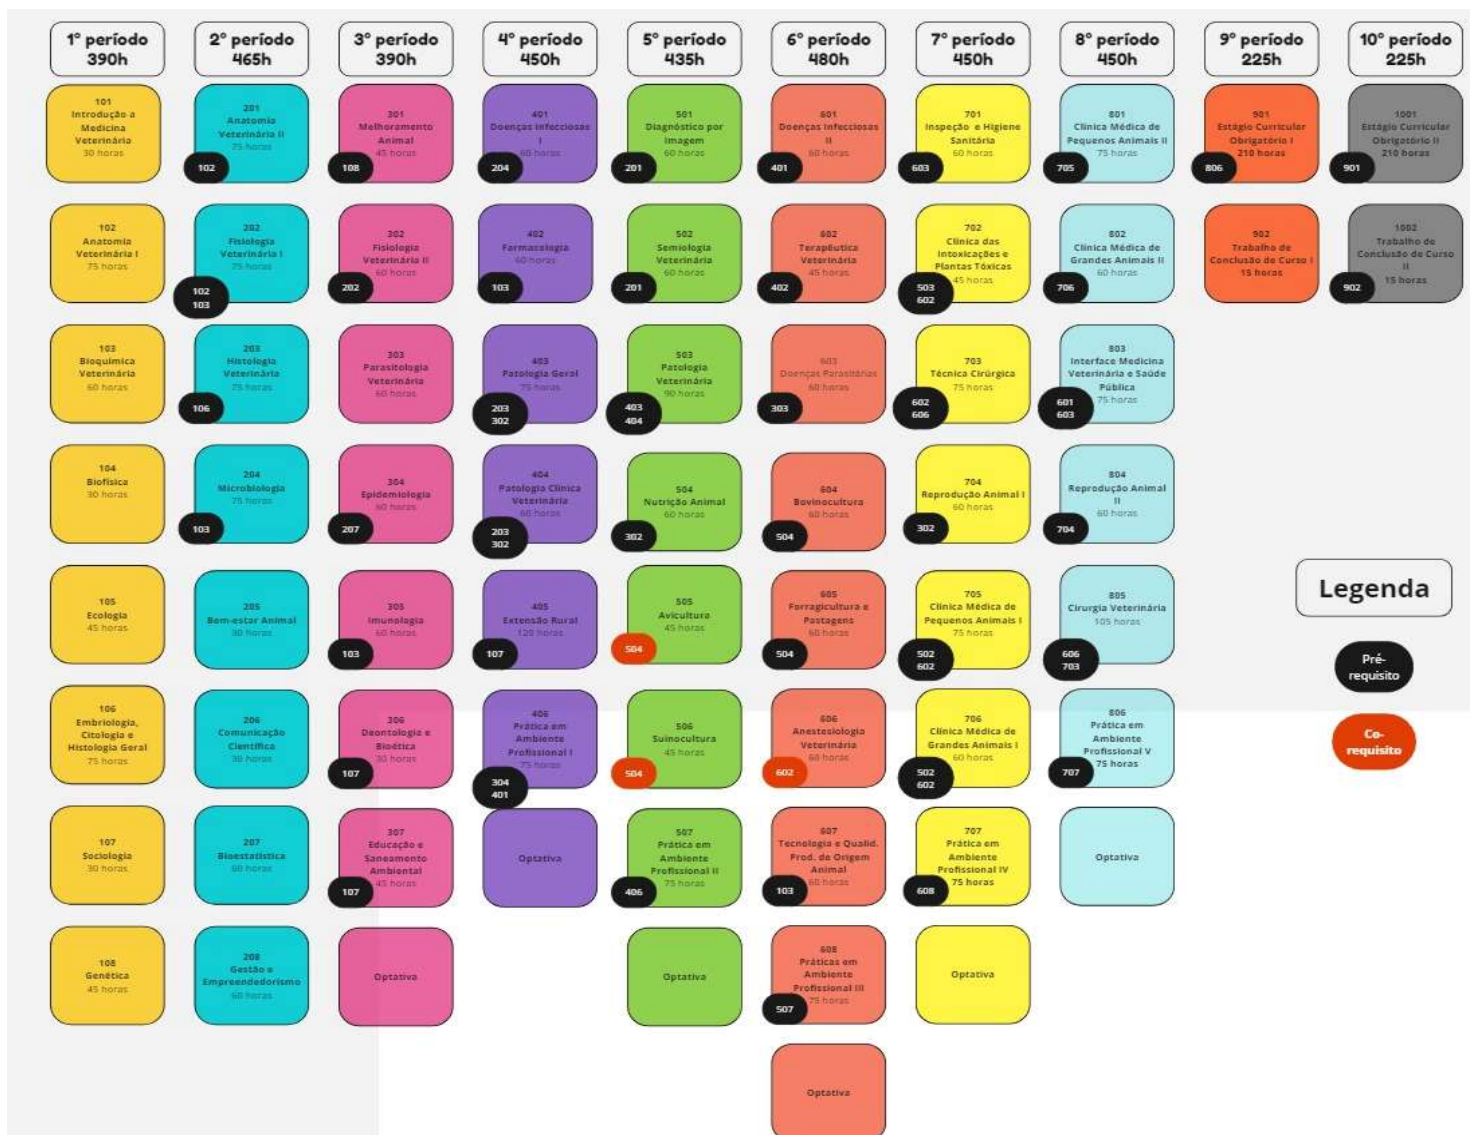 1° período
390h
2° período
465h
3° período
390h
4° período
450h
5° período
435h
6° período
480h
7° período
450h
8° período
450h
9° período
225h
10° período
225h
101
Introdução a
Medicina
Veterinária
30 horas
201
Anatomia
Veterinária II
75 horas
102
301
Melhoramento
Animal
45 horas
108
401
Doenças Infecciosas
I
60 horas
204
501
Diagnóstico por
Imagem
60 horas
201
601
Doenças Infecciosas
II
60 horas
401
701
Inspeção e Higiene
Sanitária
60 horas
603
801
Clínica Médica de
Pequenos Animais II
75 horas
705
901
Estágio Curricular
Obrigatório I
210 horas
806
1001
Estágio Curricular
Obrigatório II
210 horas
901
102
Anatomia
Veterinária I
75 horas
202
Fisiologia
Veterinária I
75 horas
102
103
302
Fisiologia
Veterinária II
60 horas
202
402
Farmacologia
60 horas
103
502
Semiologia
Veterinária
60 horas
201
602
Terapêutica
Veterinária
45 horas
402
702
Clínica das
Intoxicações e
Plantas Tóxicas
45 horas
503
602
802
Clínica Médica de
Grandes Animais II
60 horas
706
902
Trabalho de
Conclusão de Curso I
15 horas
1002
Trabalho de
Conclusão de Curso
II
15 horas
902
103
Bioquímica
Veterinária
60 horas
203
Histologia
Veterinária
75 horas
106
303
Parasitologia
Veterinária
60 horas
403
Patologia Geral
75 horas
203
302
503
Patologia
Veterinária
90 horas
403
404
603
Doenças Parasitárias
60 horas
303
703
Técnica Cirúrgica
75 horas
602
606
803
Interface Medicina
Veterinária e Saúde
Pública
75 horas
601
603
104
Biofísica
30 horas
204
Microbiologia
75 horas
103
304
Epidemiologia
60 horas
207
404
Patologia Clínica
Veterinária
60 horas
203
302
504
Nutrição Animal
60 horas
302
604
Bovinocultura
60 horas
504
704
Reprodução Animal I
60 horas
302
804
Reprodução Animal
II
60 horas
704
105
Ecologia
45 horas
205
Bem-estar Animal
30 horas
305
Imunologia
60 horas
103
405
Extensão Rural
120 horas
107
505
Avicultura
45 horas
504
605
Forragicultura e
Pastagens
60 horas
504
705
Clínica Médica de
Pequenos Animais I
75 horas
502
602
805
Cirurgia Veterinária
105 horas
606
703
Legenda
Pré-
requisito
Co-
requisito
106
Embriologia,
Citologia e
Histologia Geral
75 horas
206
Comunicação
Científica
30 horas
306
Deontologia e
Bioética
30 horas
107
406
Prática em
Ambiente
Profissional I
75 horas
304
401
506
Suinocultura
45 horas
504
606
Anestesiologia
Veterinária
60 horas
602
706
Clínica Médica de
Grandes Animais I
60 horas
502
602
806
Prática em
Ambiente
Profissional V
75 horas
707
107
Sociologia
30 horas
207
Bioestatística
60 horas
307
Educação e
Saneamento
Ambiental
45 horas
107
Optativa
507
Prática em
Ambiente
Profissional II
75 horas
406
607
Tecnologia e Qualid.
Prod. de Origem
Animal
60 horas
103
707
Prática em
Ambiente
Profissional IV
75 horas
608
Optativa
108
Genética
45 horas
208
Gestão e
Empreendedorismo
60 horas
Optativa
Optativa
608
Práticas em
Ambiente
Profissional III
75 horas
507
Optativa
Optativa